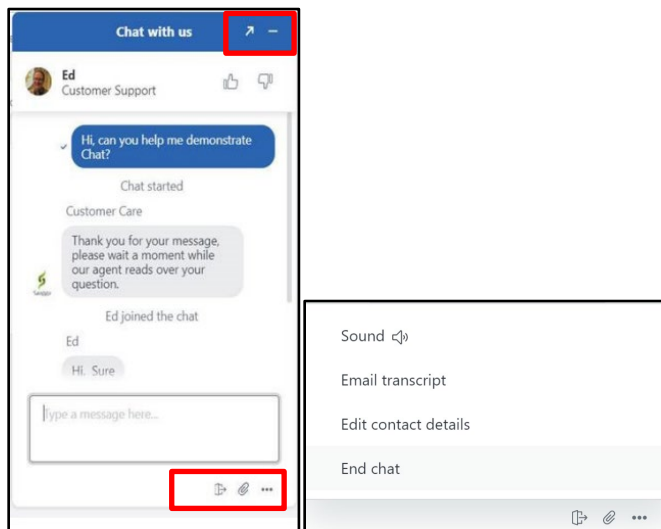 Chat with us
Ed
Customer Support
Hi, can you help me demonstrate
Chat?
Chat started
Customer Care
Thank you for your message,
please wait a moment while
our agent reads over your
question.
Ed joined the chat
Ed
Hi. Sure
Type a message here...
Sound
Email transcript
Edit contact details
End chat